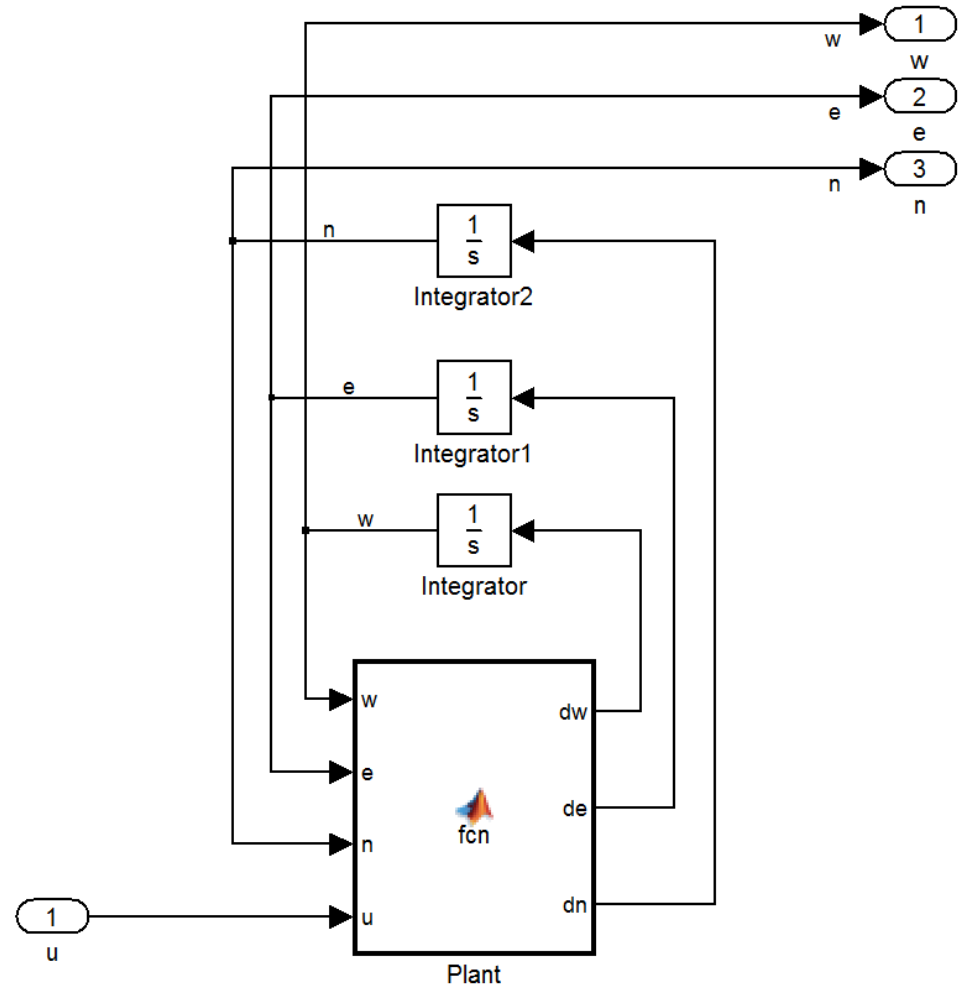 1
w
w
2
e
e
3
n
n
n
1
s
Integrator2
e
1
s
Integrator1
w
1
s
Integrator
w
dw
e
de
fcn
n
dn
1
u
u
Plant